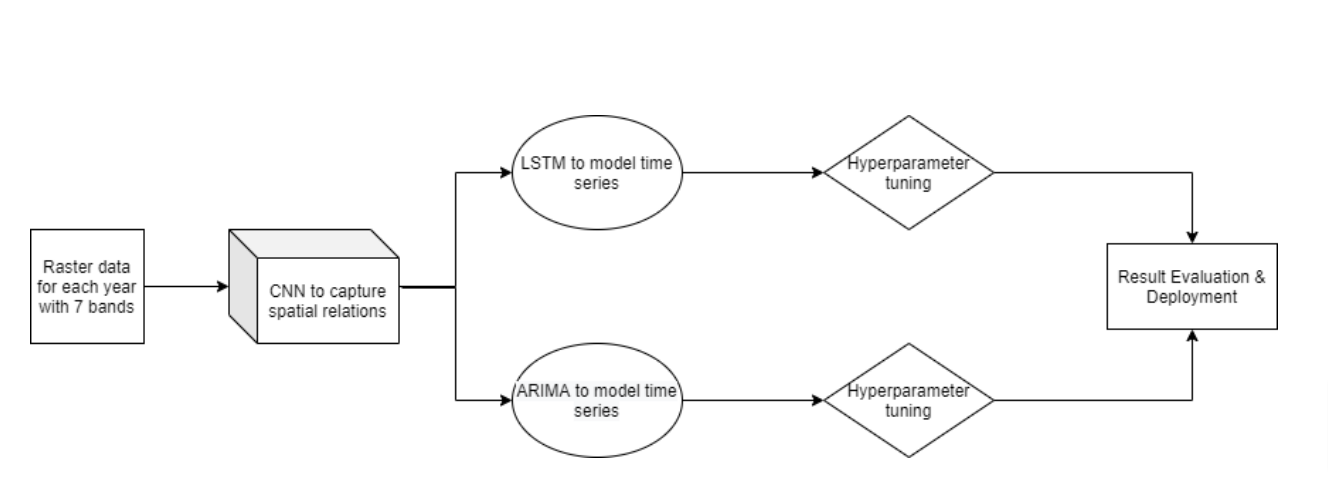 Raster data
for each year
with 7 bands
CNN to capture
spatial relations
LSTM to model time
series
Hyperparameter
tuning
ARIMA to model time
series
Hyperparameter
tuning
Result Evaluation &
Deployment